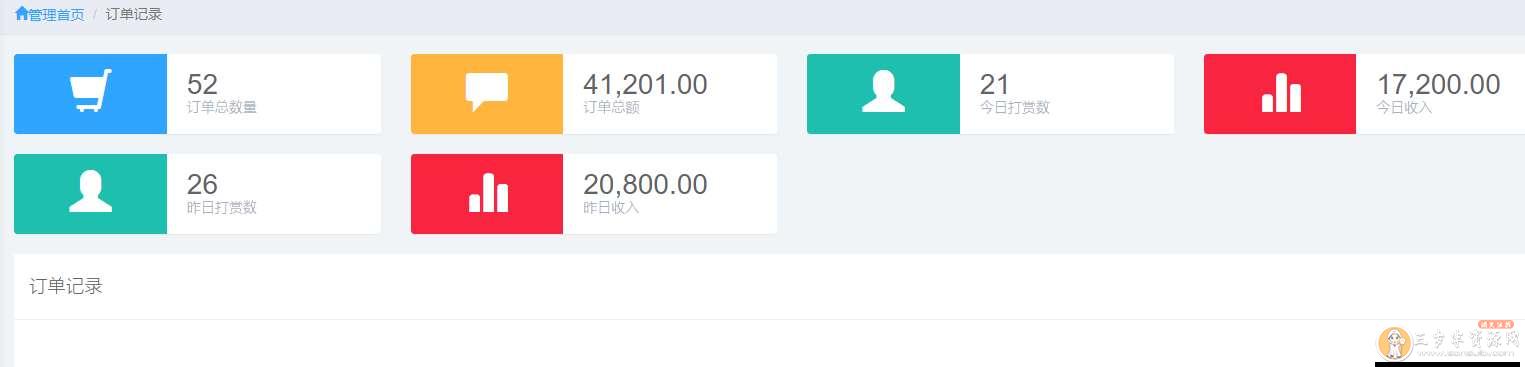 管理首页 / 订单记录
52
订单总数量
41,201.00
订单总额
21
今日打赏数
17,200.00
今日收入
26
昨日打赏数
20,800.00
昨日收入
订单记录
三岁半资源网